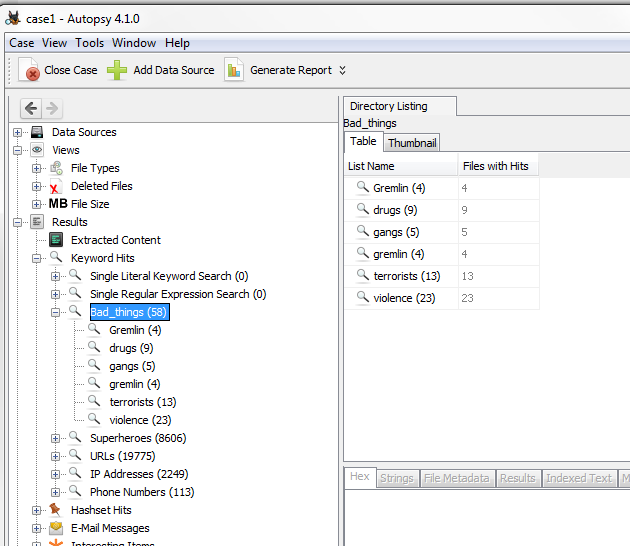 case1 - Autopsy 4.1.0
Case View Tools Window Help
Close Case Add Data Source Generate Report
Data Sources
Views
File Types
Deleted Files
MB File Size
Results
Extracted Content
Keyword Hits
Single Literal Keyword Search (0)
Single Regular Expression Search (0)
Bad_things (58)
Gremlin (4)
drugs (9)
gangs (5)
gremlin (4)
terrorists (13)
violence (23)
Superheroes (8606)
URLs (19775)
IP Addresses (2249)
Phone Numbers (113)
Hashset Hits
E-Mail Messages
Interesting Items
Directory Listing
Bad_things
Table Thumbnail
List Name Files with Hits
Gremlin (4) 4
drugs (9) 9
gangs (5) 5
gremlin (4) 4
terrorists (13) 13
violence (23) 23
Hex Strings File Metadata Results Indexed Text M